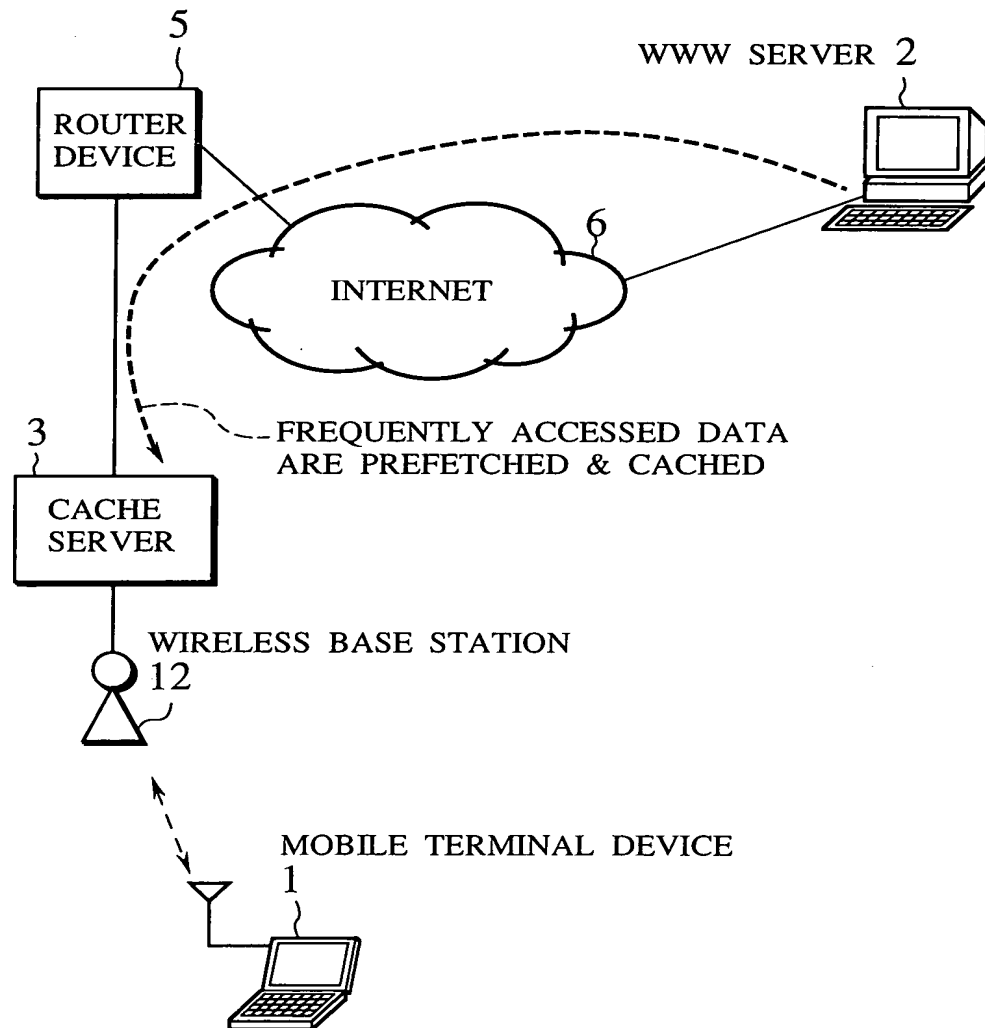 5
WWW SERVER 2
ROUTER
DEVICE
6
INTERNET
FREQUENTLY ACCESSED DATA
ARE PREFETCHED & CACHED
3
CACHE
SERVER
WIRELESS BASE STATION
12
MOBILE TERMINAL DEVICE
1